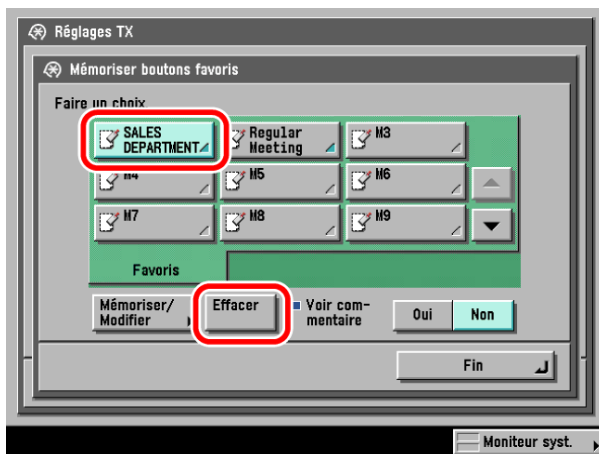 Réglages TX
Mémoriser boutons favoris
Faire un choix
SALES
DEPARTMENT
Regular
Meeting
M3
M4
M5
M6
M7
M8
M9
Favoris
Mémoriser/
Modifier
Effacer
Voir com-
mentaire
Oui
Non
Fin
Moniteur syst.